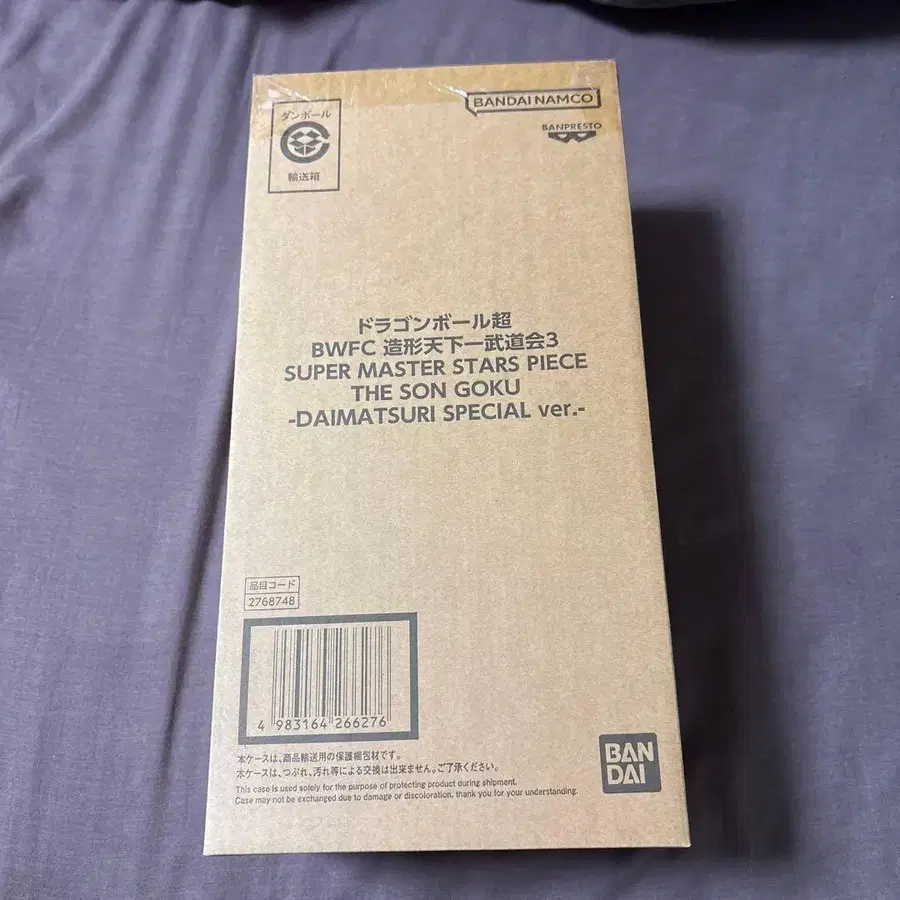 ダンボール
輸送箱
BANDAI NAMCO
BANPRESTO
ドラゴンボール超
BWFC 造形天下一武道会3
SUPER MASTER STARS PIECE
THE SON GOKU
-DAIMATSURI SPECIAL ver.-
品目コード
2768748
4 983164 266276
本ケースは、商品輸送用の保護梱包材です。
本ケースは、つぶれ、汚れ等による交換は出来ません。ご了承ください。
This case is used solely for the purpose of protecting product during shipment.
Case may not be exchanged due to damage or discoloration. thank you for your understanding.
BAN
DAI